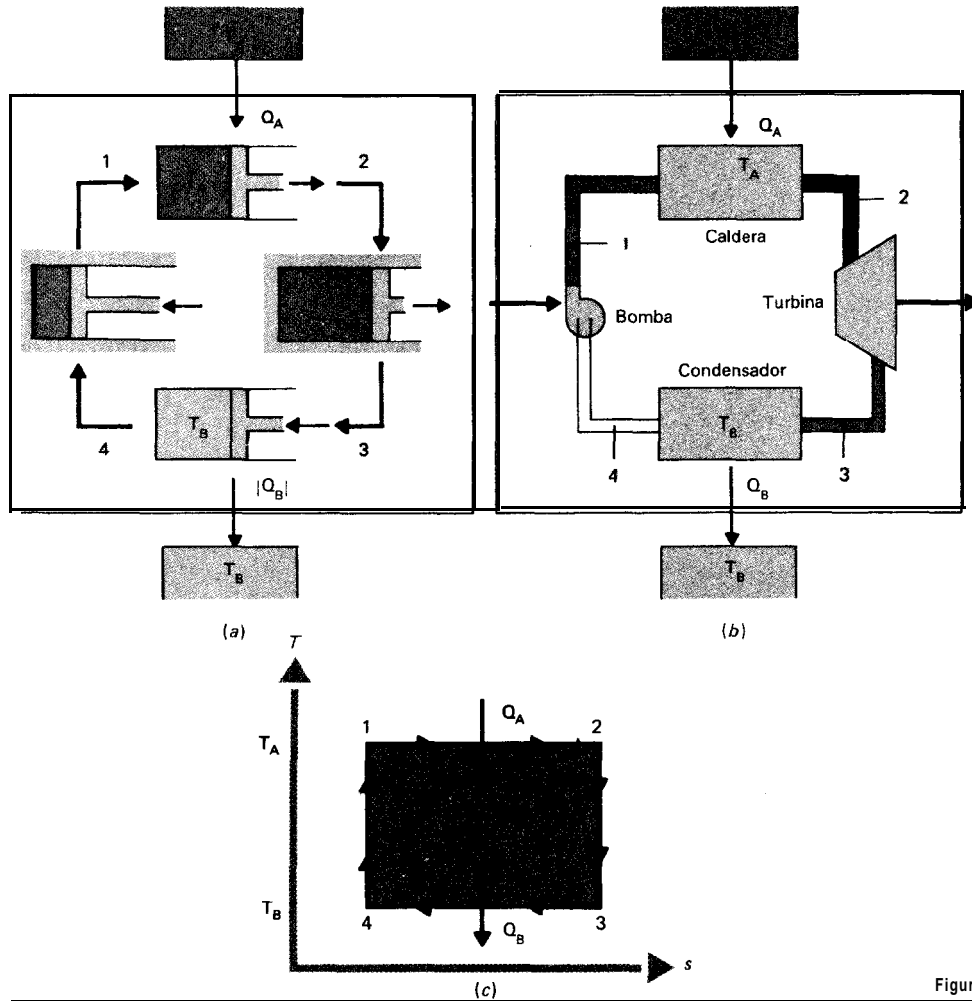 Q_A
1
2
T_B
4
3
|Q_B|
T_B
(a)
Q_A
T_A
2
1
Caldera
Turbina
Bomba
Condensador
T_B
4
3
Q_B
T_B
(b)
T
Q_A
1
2
T_A
T_B
4
3
Q_B
s
(c)
Figur